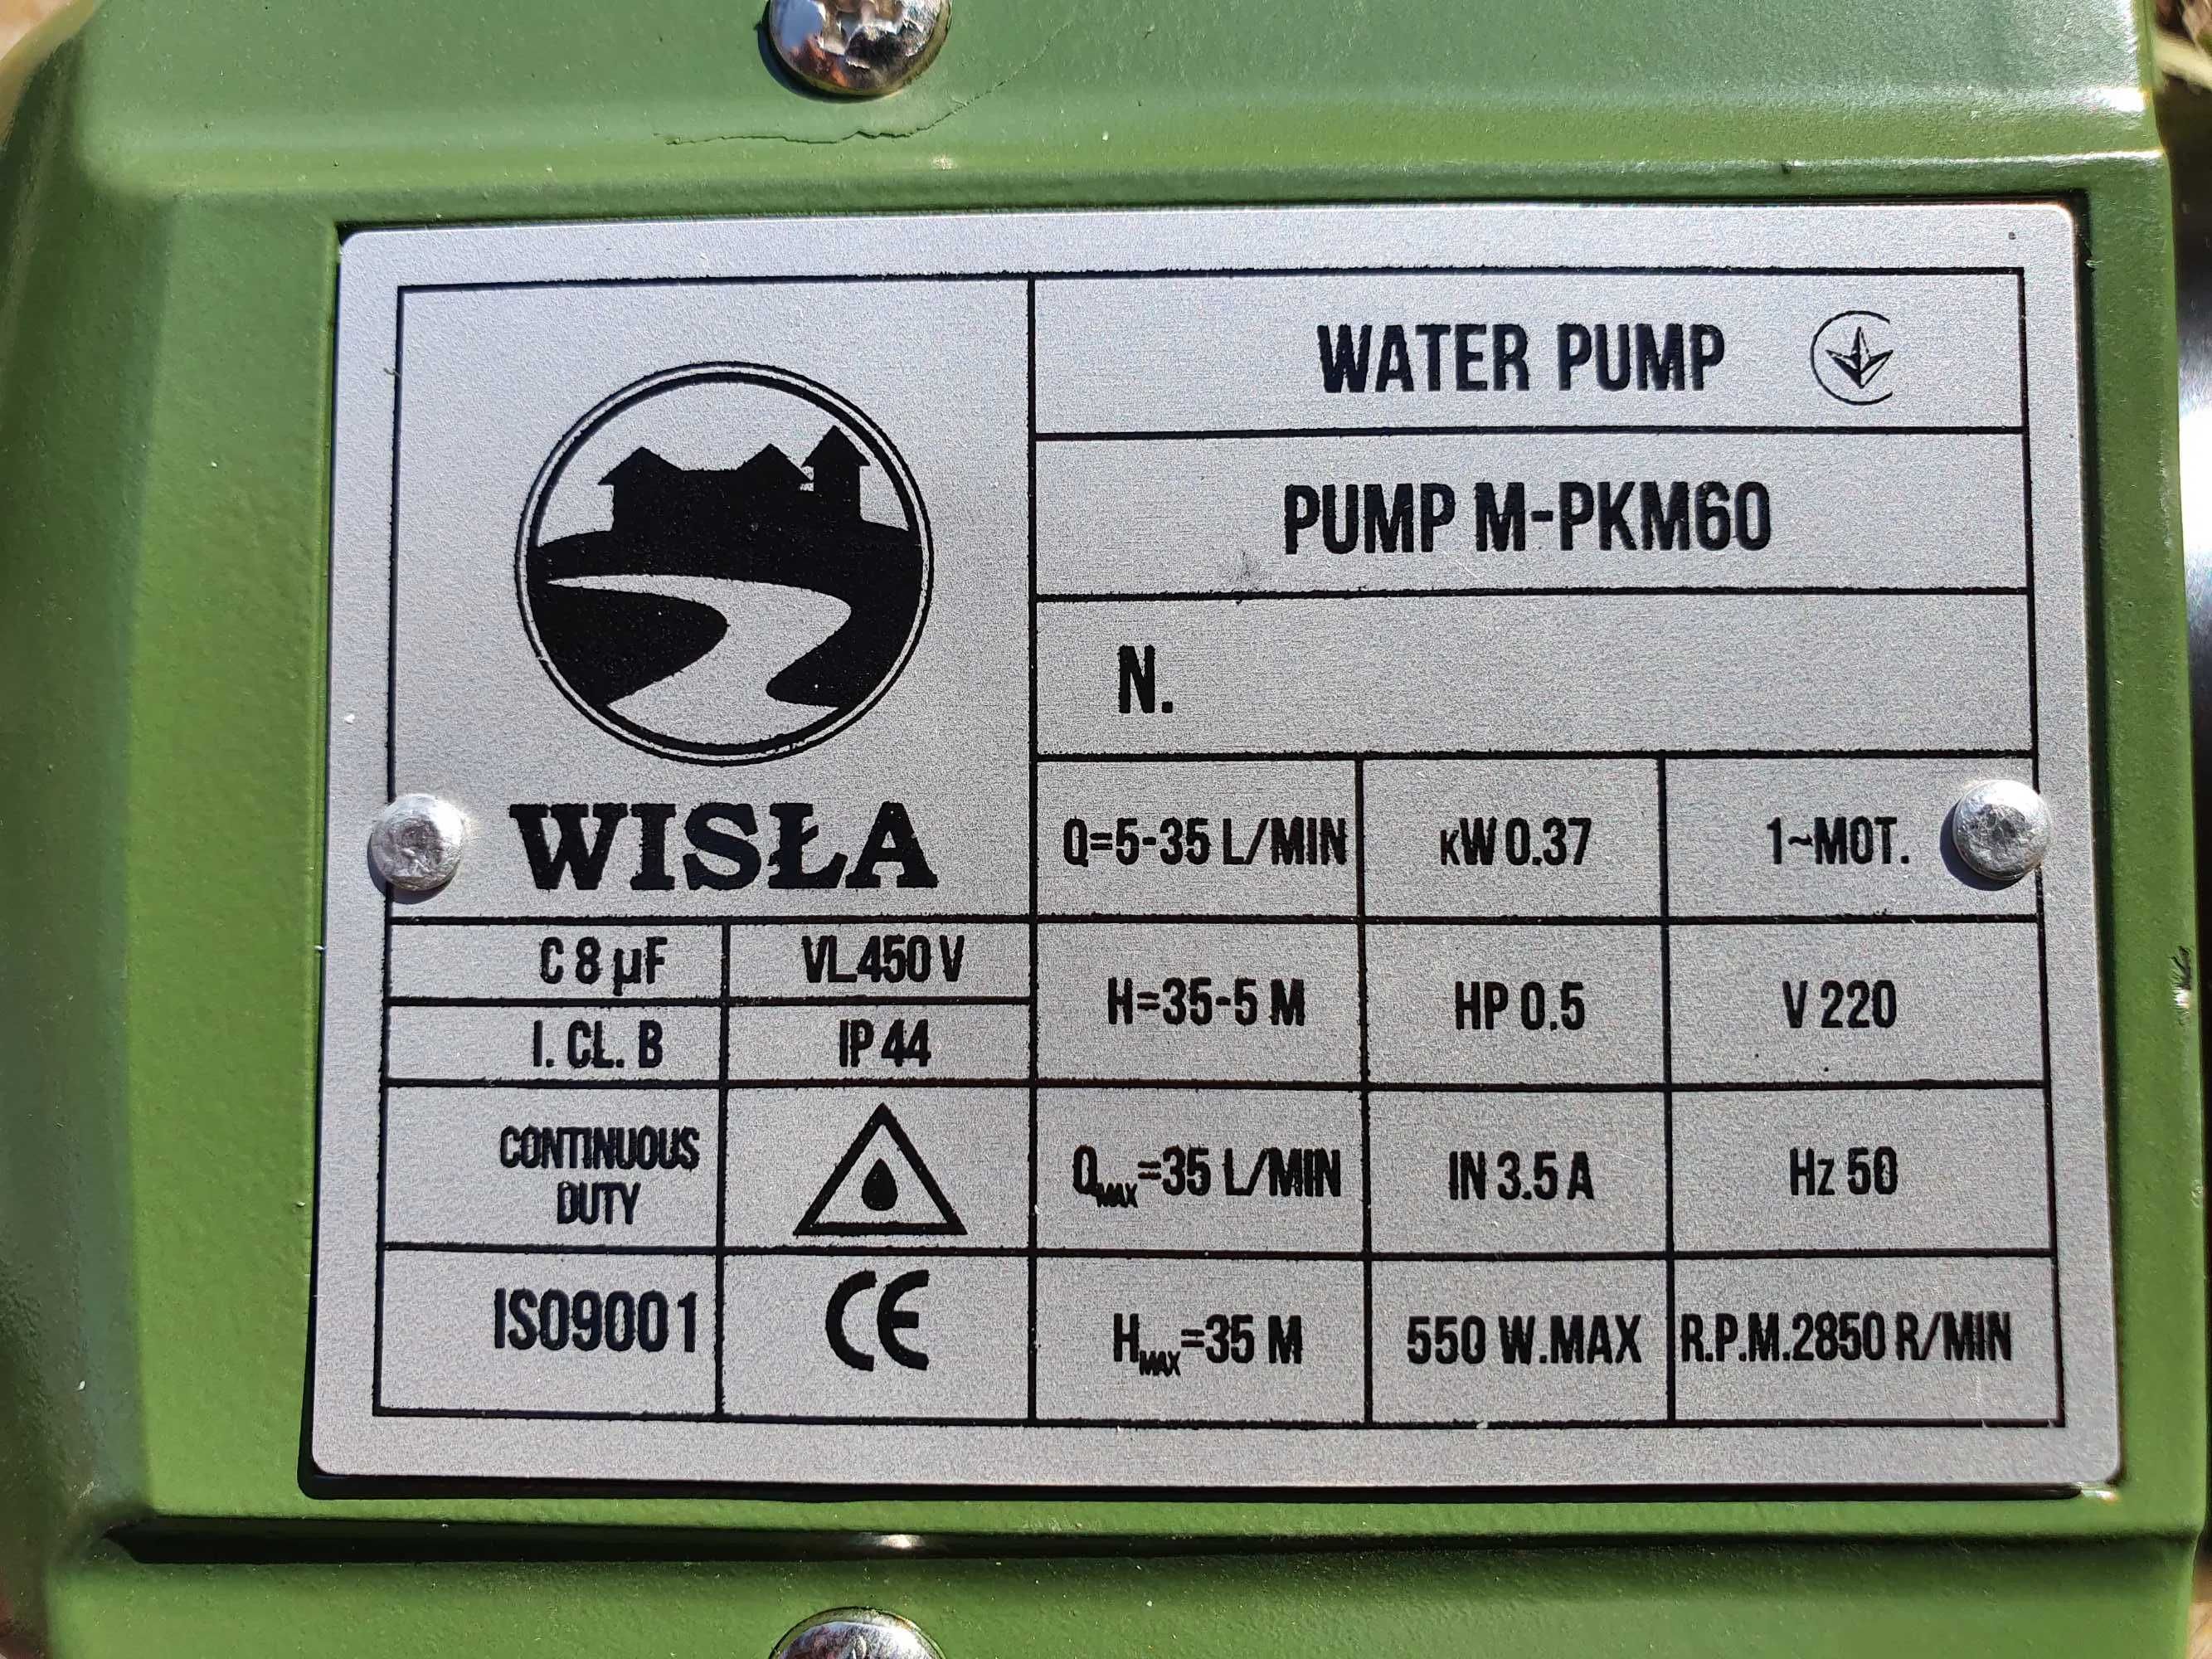 WATER PUMP
PUMP M-PKM60
N.
WISŁA
Q=5-35 L/MIN
KW 0.37
1~MOT.
C 8 µF
VL450 V
H=35-5 M
HP 0.5
V 220
I. CL. B
IP 44
CONTINUOUS
DUTY
QMAX=35 L/MIN
IN 3.5 A
Hz 50
ISO9001
CE
HMAX=35 M
550 W.MAX
R.P.M.2850 R/MIN